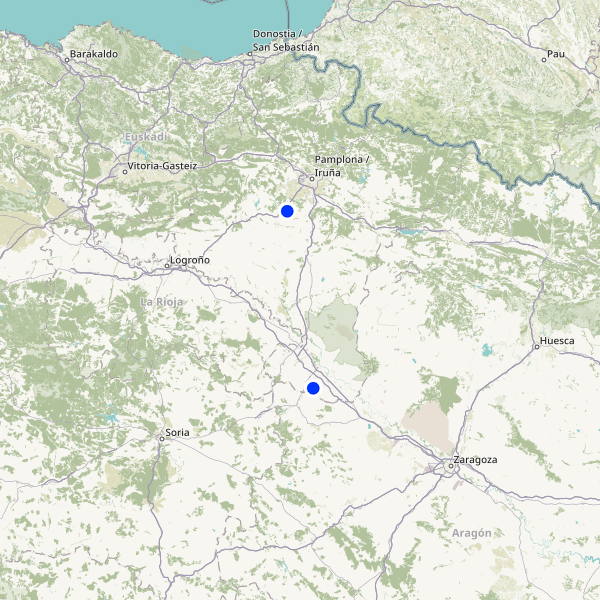 Donostia /
San Sebastián
Barakaldo
Pau
Euskadi
Vitoria-Gasteiz
Pamplona /
Iruña
Logroño
La Rioja
Huesca
Soria
Zaragoza
Aragón